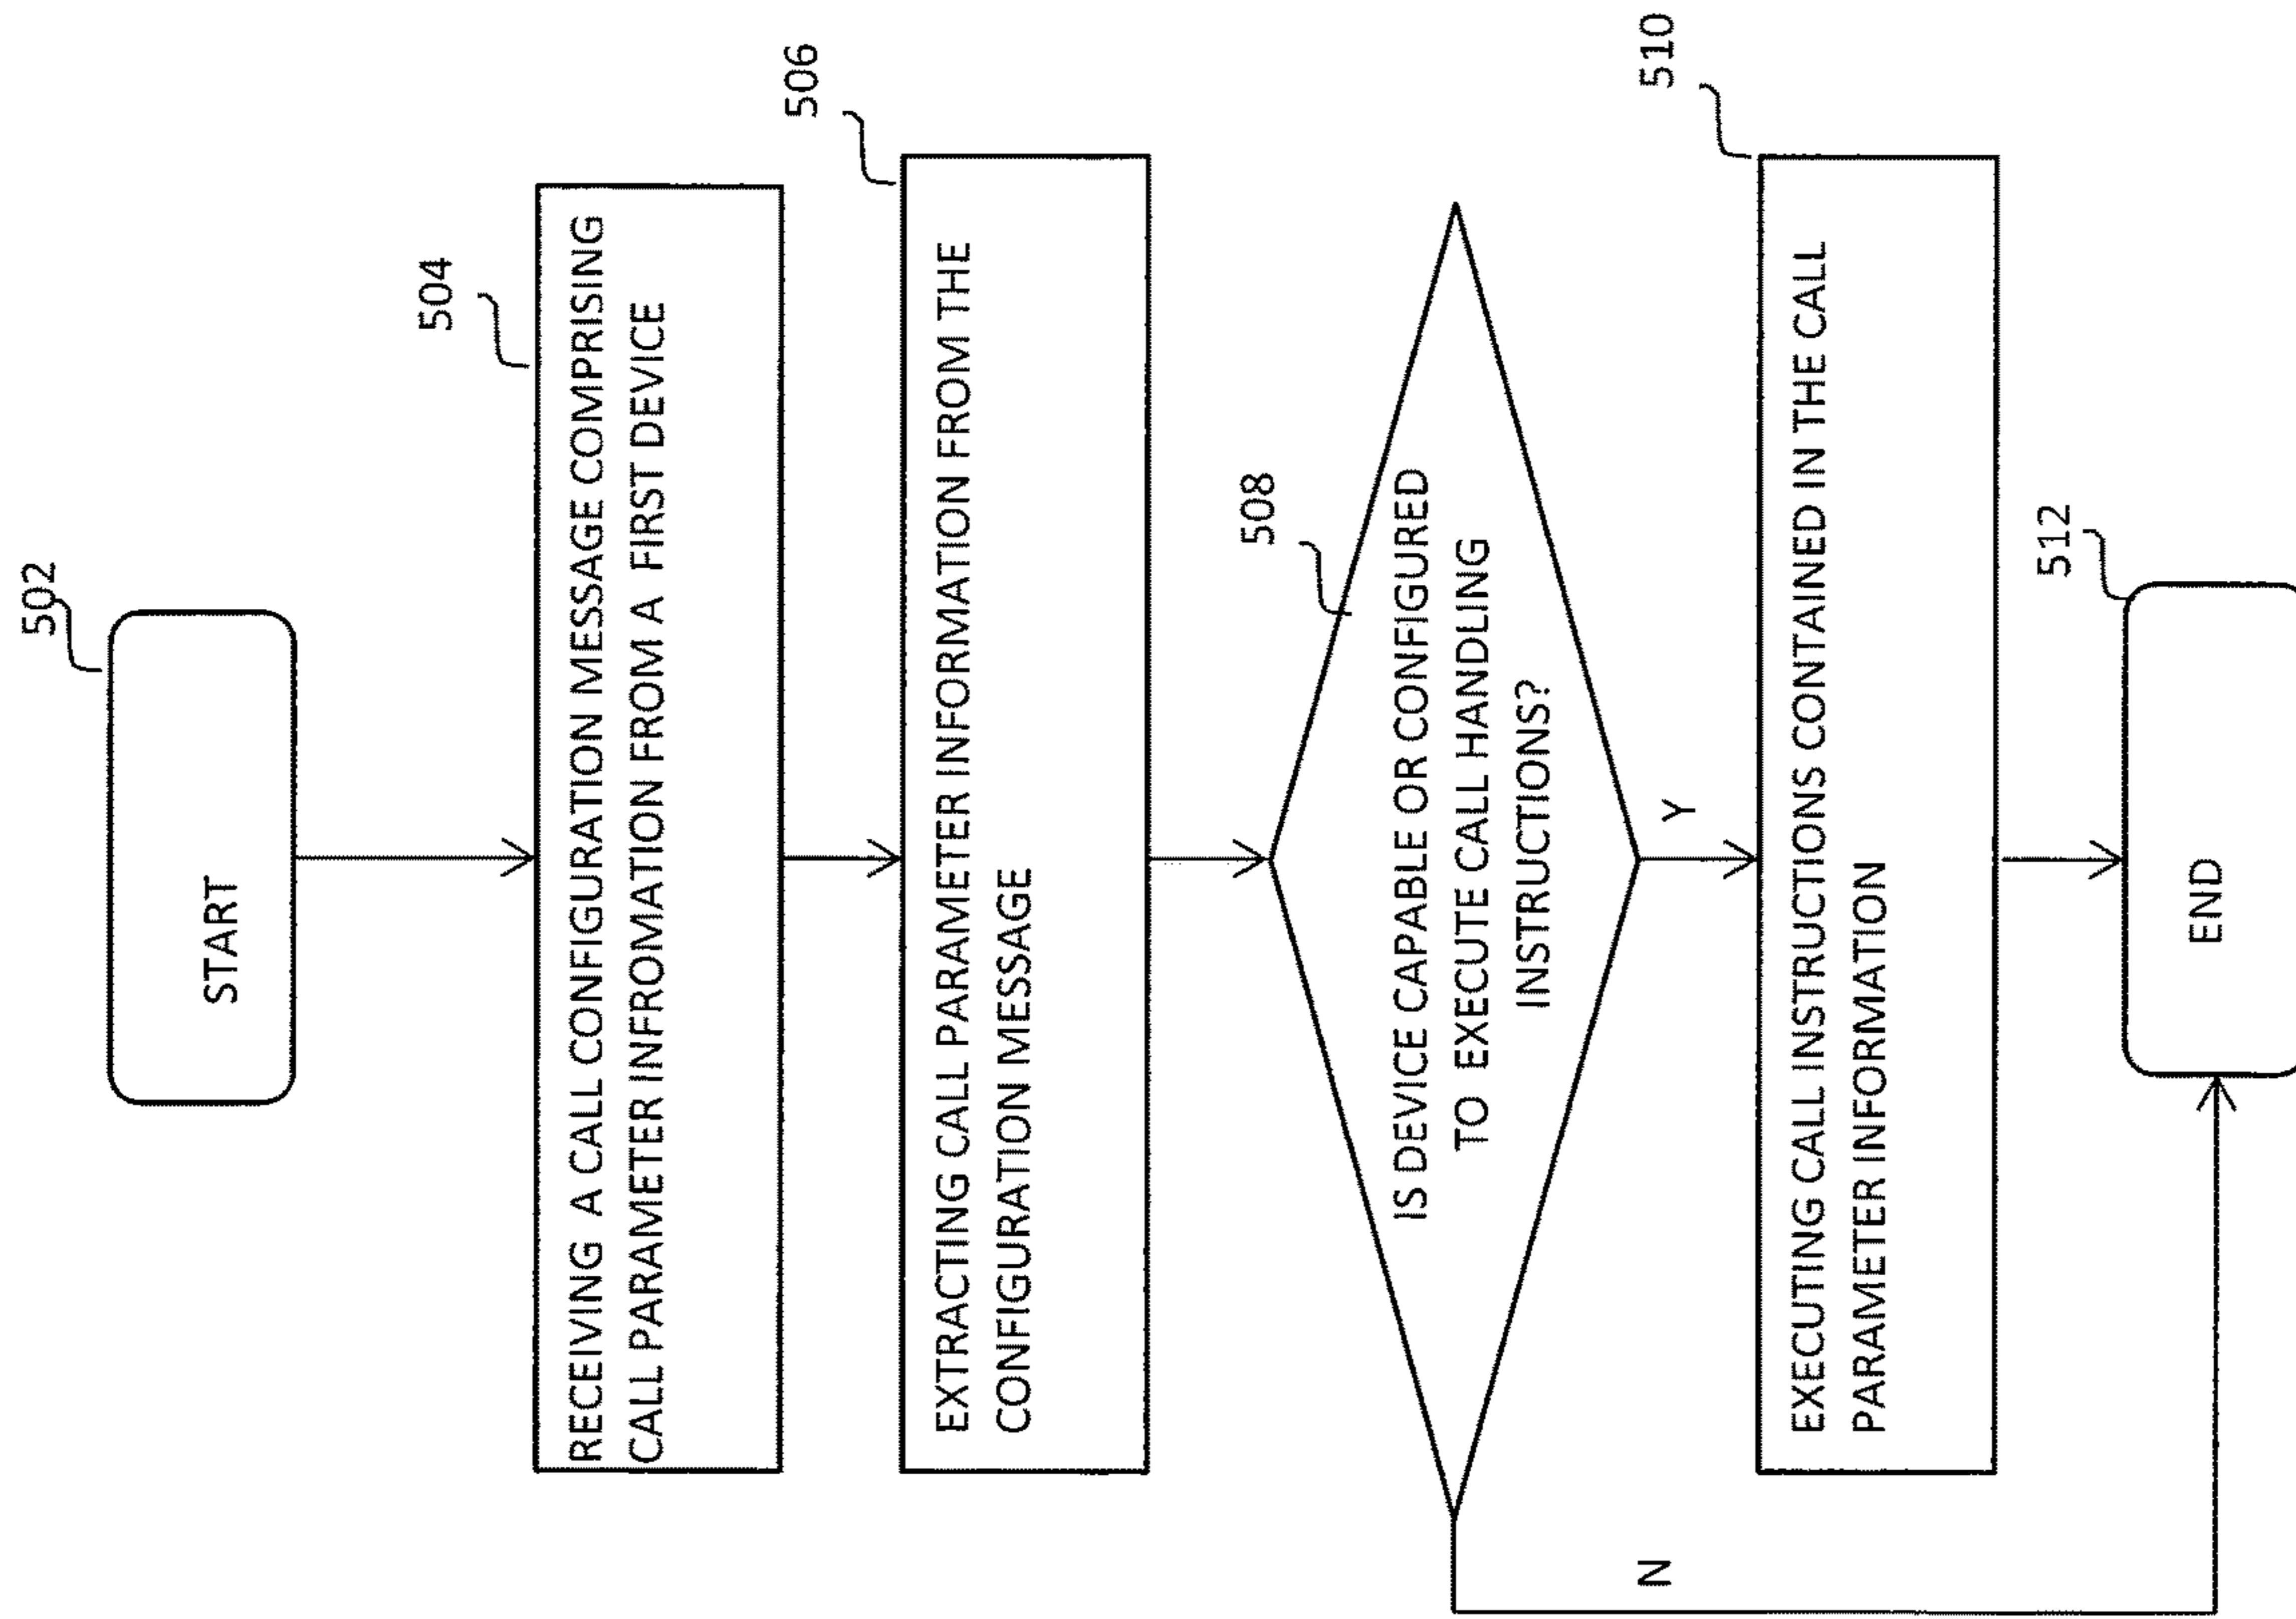 502
START
504
RECEIVING A CALL CONFIGURATION MESSAGE COMPRISING
CALL PARAMETER INFROMATION FROM A FIRST DEVICE
506
EXTRACTING CALL PARAMETER INFORMATION FROM THE
CONFIGURATION MESSAGE
508
IS DEVICE CAPABLE OR CONFIGURED
TO EXECUTE CALL HANDLING
INSTRUCTIONS?
N
Y
510
EXECUTING CALL INSTRUCTIONS CONTAINED IN THE CALL
PARAMETER INFORMATION
512
END